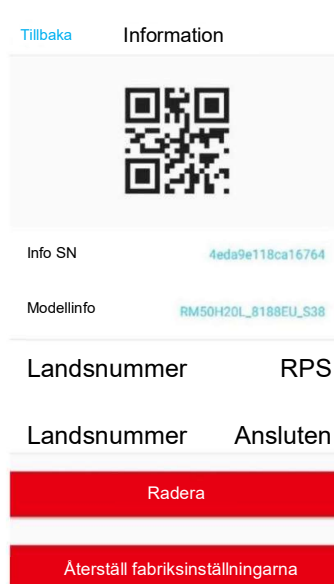 Tillbaka Information
Info SN 4eda9e118ca16764
Modellinfo RM50H20L_8188EU_S38
Landsnummer RPS
Landsnummer Ansluten
Radera
Återställ fabriksinställningarna